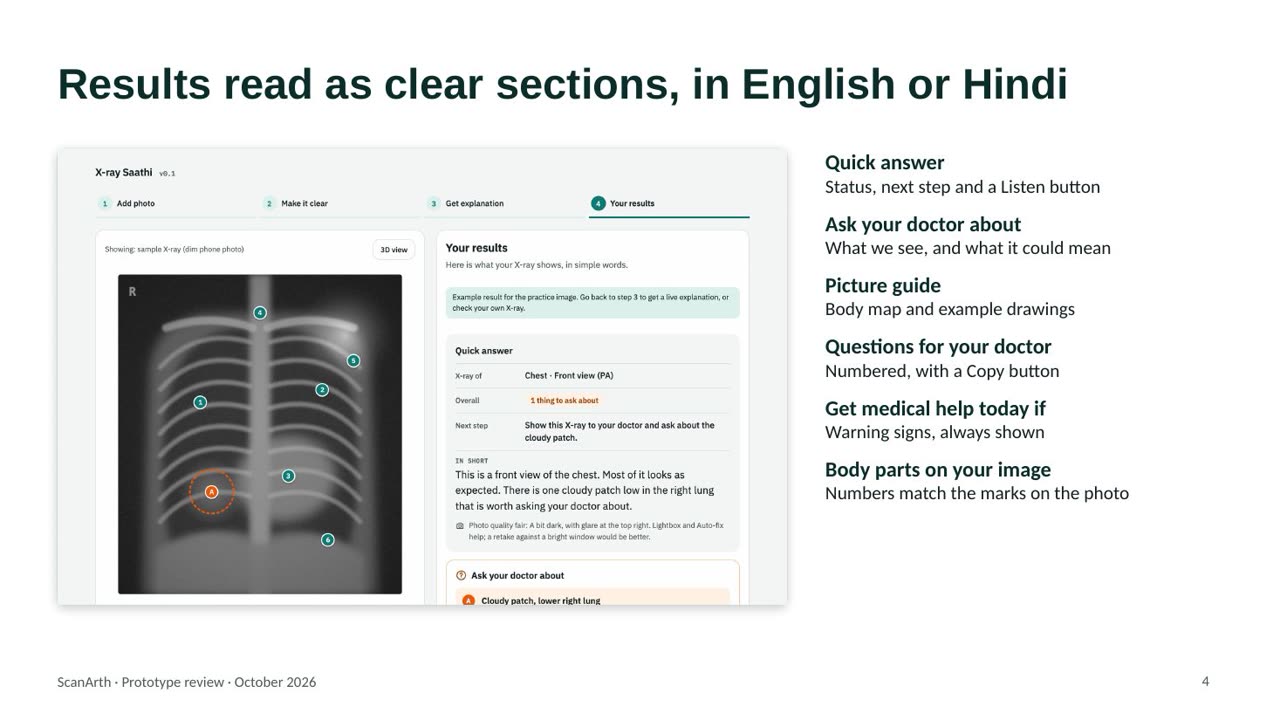 Results read as clear sections, in English or Hindi
X-ray Saathi v0.1
1 Add photo
2 Make it clear
3 Get explanation
4 Your results
Showing: sample X-ray (dim phone photo)
3D view
R
4
5
2
1
3
A
6
Your results
Here is what your X-ray shows, in simple words.
Example result for the practice image. Go back to step 3 to get a live explanation, or
check your own X-ray.
Quick answer
X-ray of Chest · Front view (PA)
Overall 1 thing to ask about
Next step Show this X-ray to your doctor and ask about the
cloudy patch.
IN SHORT
This is a front view of the chest. Most of it looks as
expected. There is one cloudy patch low in the right lung
that is worth asking your doctor about.
Photo quality fair: A bit dark, with glare at the top right. Lightbox and Auto-fix
help; a retake against a bright window would be better.
Ask your doctor about
A Cloudy patch, lower right lung
Quick answer
Status, next step and a Listen button
Ask your doctor about
What we see, and what it could mean
Picture guide
Body map and example drawings
Questions for your doctor
Numbered, with a Copy button
Get medical help today if
Warning signs, always shown
Body parts on your image
Numbers match the marks on the photo
ScanArth · Prototype review · October 2026
4